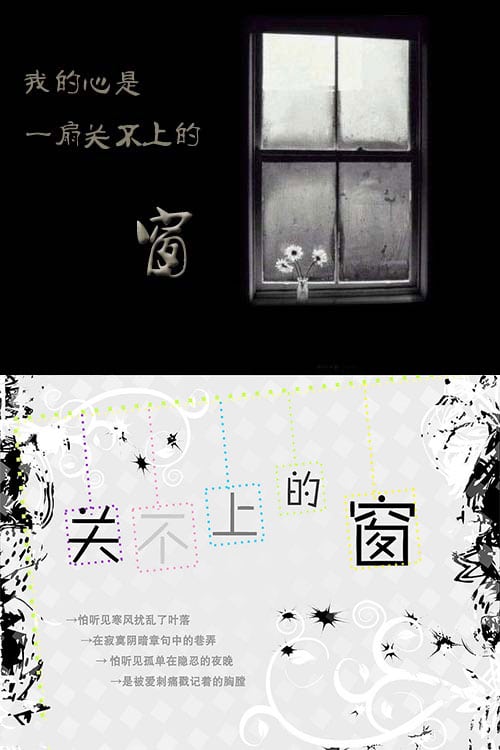 我的心是
一扇关不上的
窗
关不上的窗
→怕听见寒风扰乱了叶落
→在寂寞阴暗章句中的巷弄
→怕听见孤单在隐忍的夜晚
→是被爱刺痛戳记着的胸膛